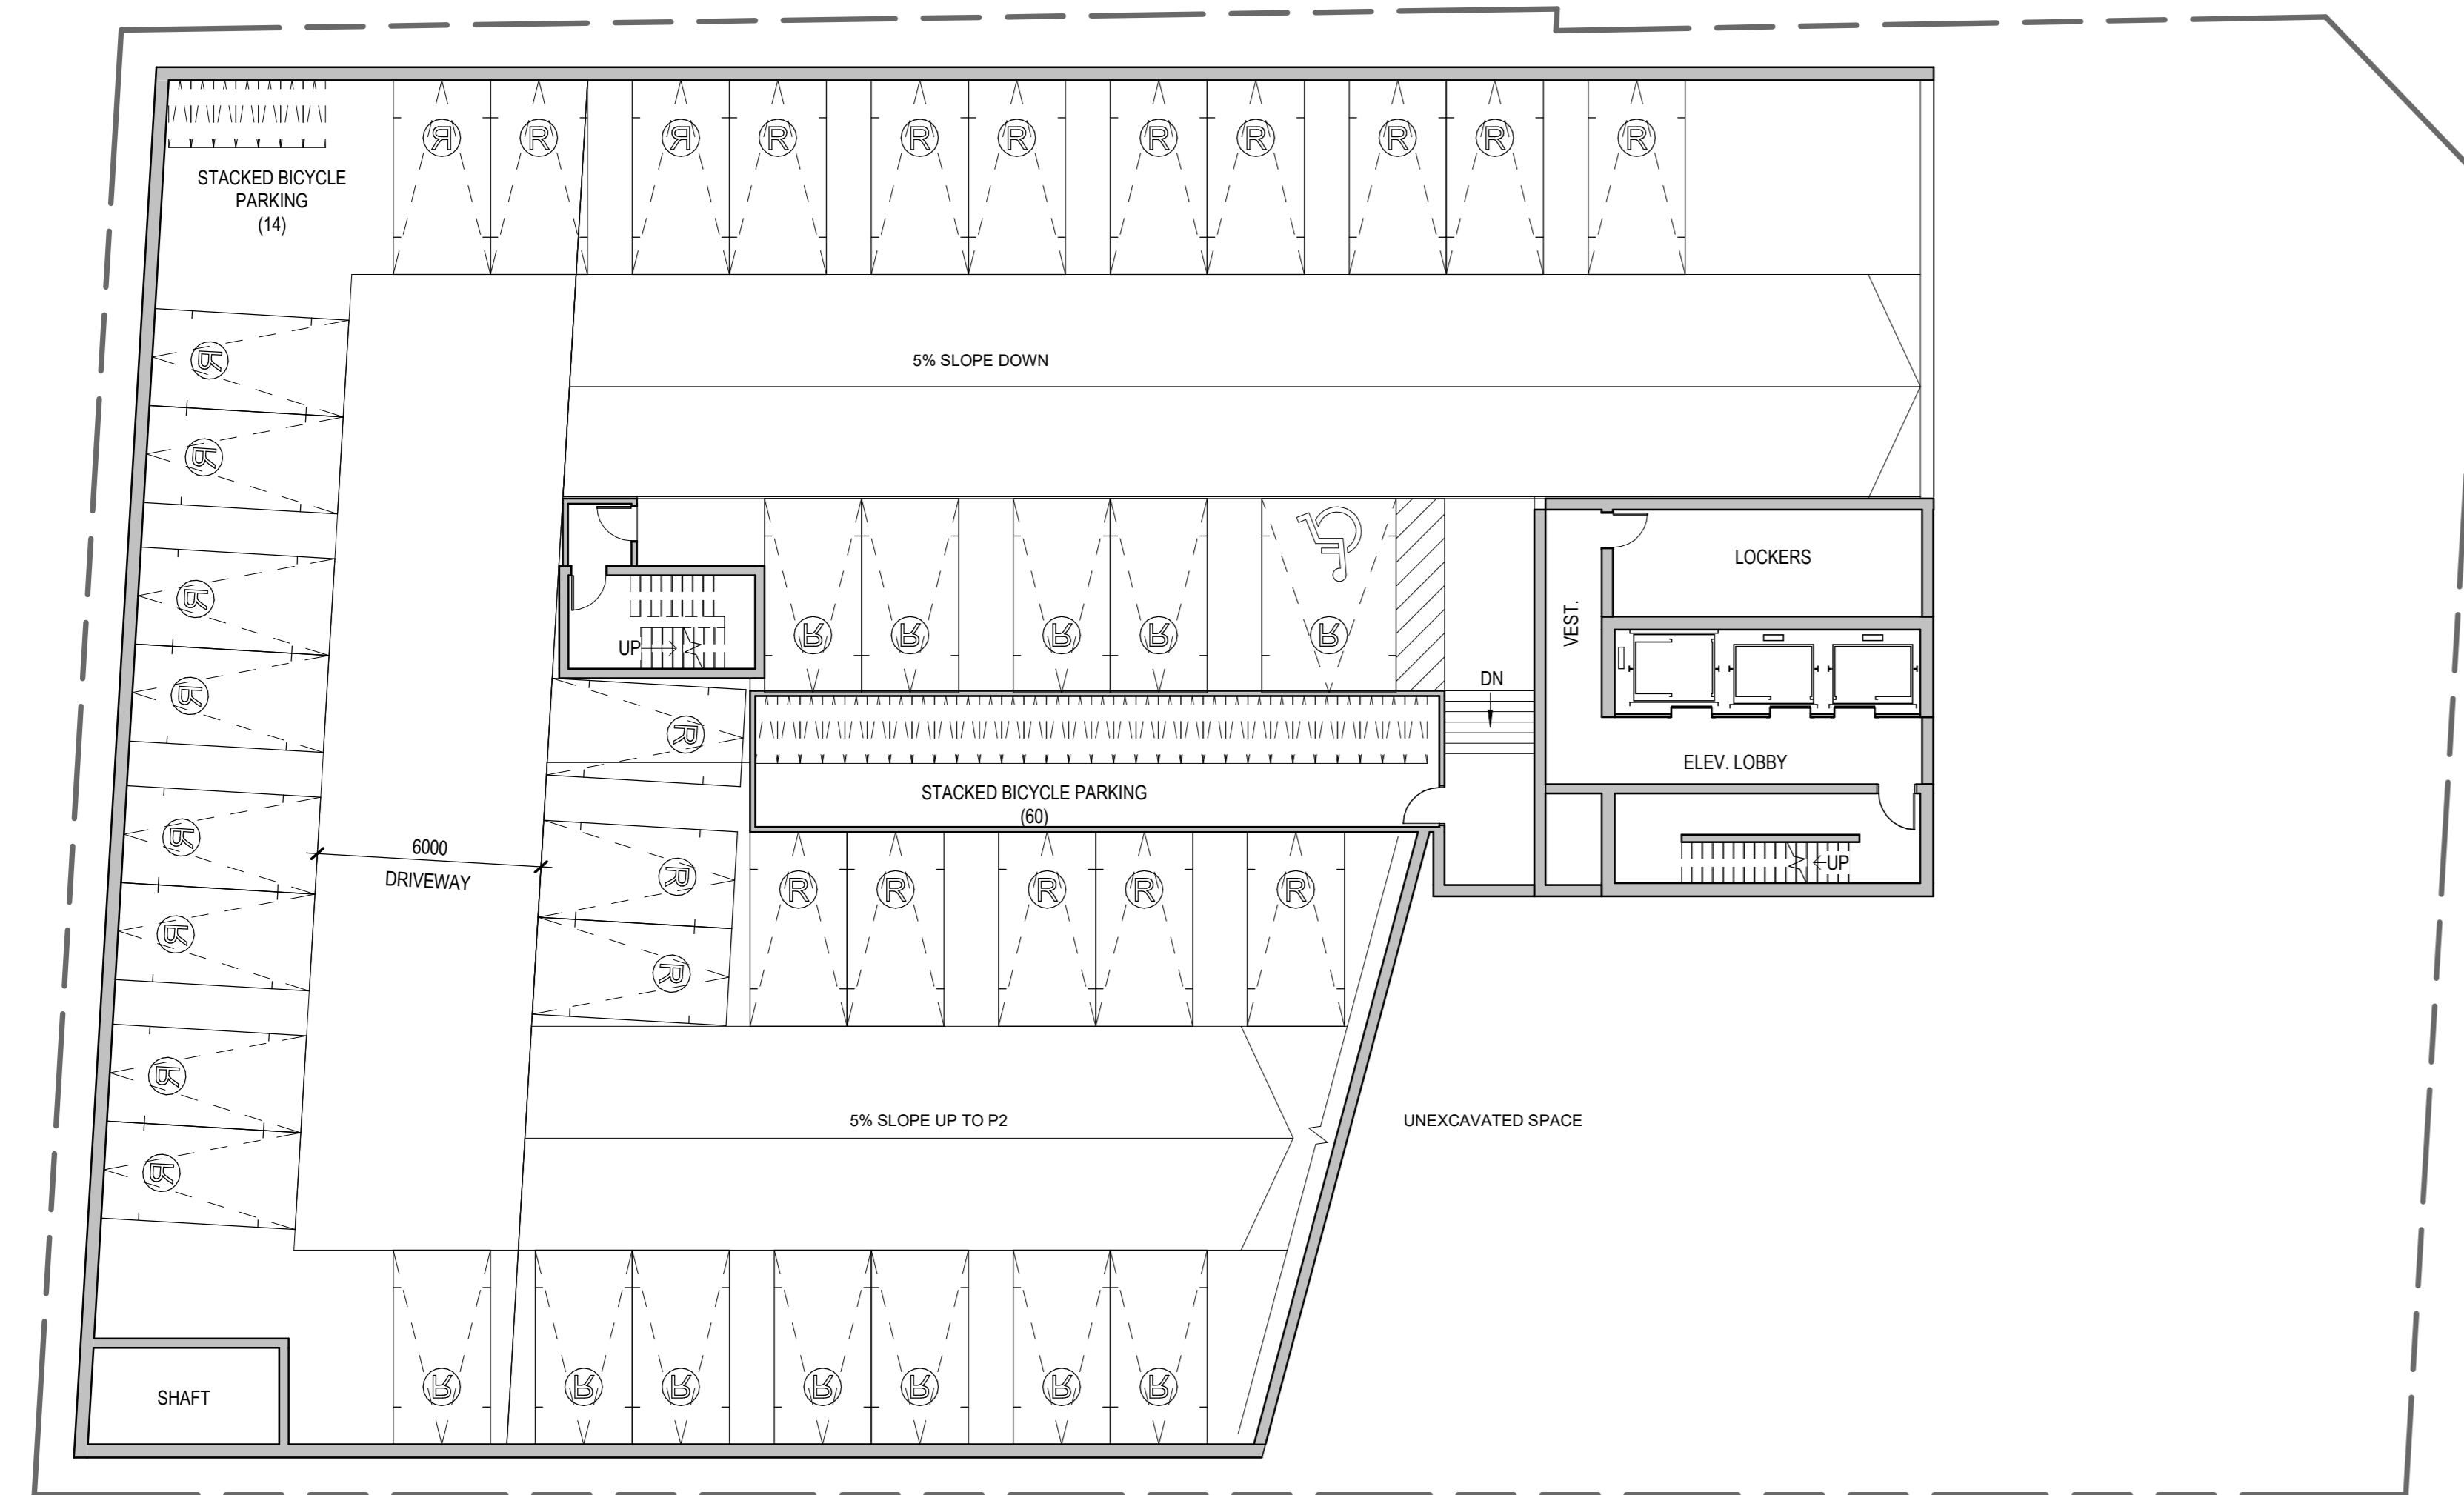 R R R R R R R R R R R
STACKED BICYCLE
PARKING
(14)
5% SLOPE DOWN
R
R
R
R
R
R
R
R
R R R R R
LOCKERS
VEST.
UP
DN
R
R
R
ELEV. LOBBY
STACKED BICYCLE PARKING
(60)
6000
DRIVEWAY
UP
R R R R R
5% SLOPE UP TO P2
UNEXCAVATED SPACE
R R R R R R R
SHAFT